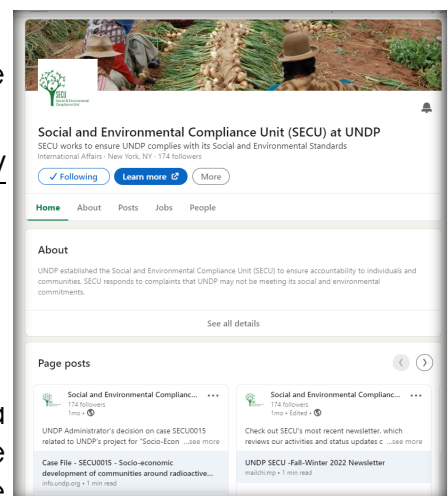 SECU
Social & Environmental
Compliance Unit
Social and Environmental Compliance Unit (SECU) at UNDP
SECU works to ensure UNDP complies with its Social and Environmental Standards
International Affairs · New York, NY · 174 followers
✓ Following
Learn more
More
Home About Posts Jobs People
About
UNDP established the Social and Environmental Compliance Unit (SECU) to ensure accountability to individuals and
communities. SECU responds to complaints that UNDP may not be meeting its social and environmental
commitments.
See all details
Page posts
Social and Environmental Complianc...
174 followers
1mo •
UNDP Administrator's decision on case SECU0015
related to UNDP's project for "Socio-Econ ...see more
Case File - SECU0015 - Socio-economic
development of communities around radioactive...
info.undp.org • 1 min read
Social and Environmental Complianc...
174 followers
1mo • Edited •
Check out SECU's most recent newsletter, which
reviews our activities and status updates c ...see more
UNDP SECU -Fall-Winter 2022 Newsletter
mailchi.mp • 1 min read